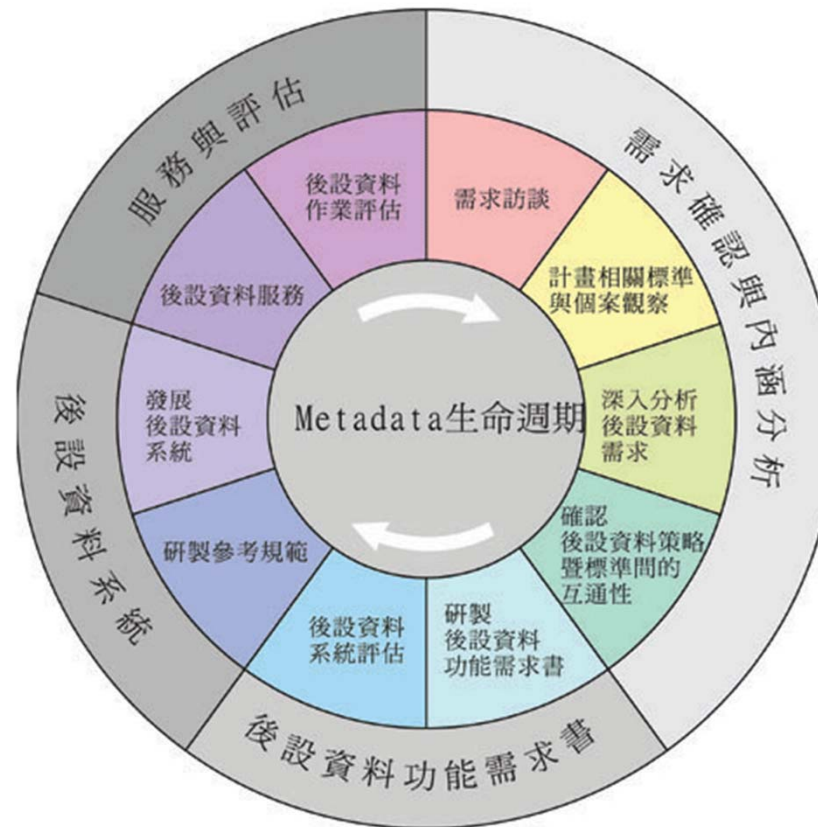 需求確認與內涵分析
後設資料功能需求書
後設資料系統
服務與評估
需求訪談
計畫相關標準
與個案觀察
深入分析
後設資料
需求
確認
後設資料策略
暨標準間的
互通性
研製
後設資料
功能需求書
後設資料
系統評估
研製參考規範
發展
後設資料
系統
後設資料服務
後設資料
作業評估
Metadata生命週期